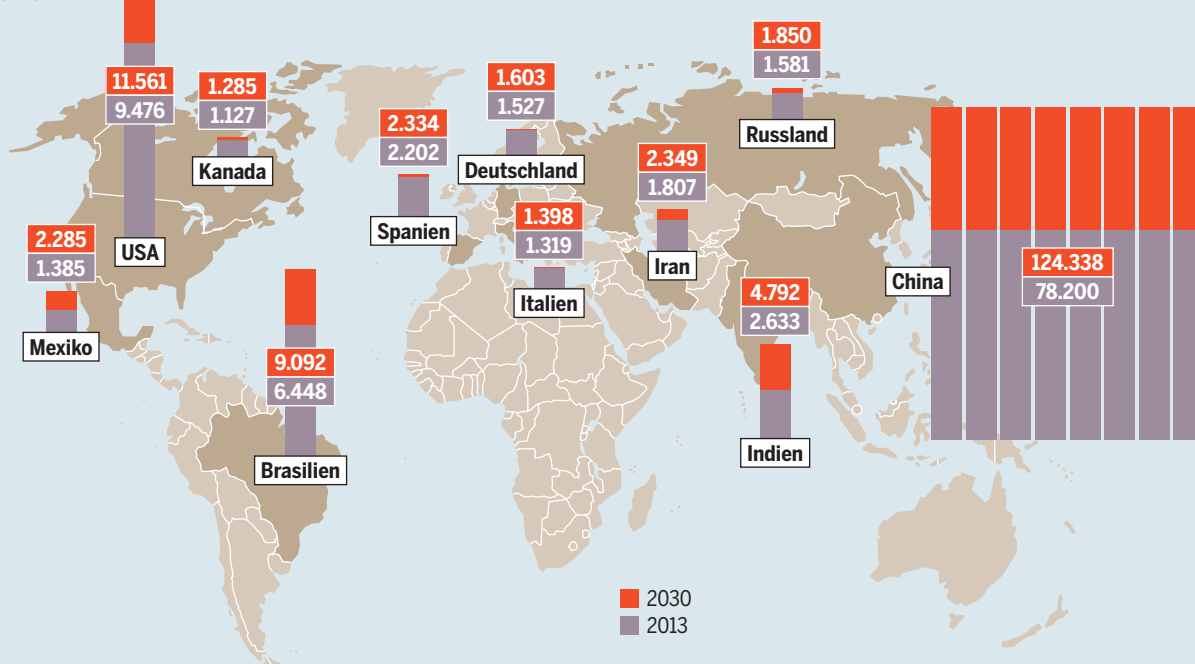 11.561
9.476
USA
1.285
1.127
Kanada
2.285
1.385
Mexiko
9.092
6.448
Brasilien
2.334
2.202
Spanien
1.603
1.527
Deutschland
1.398
1.319
Italien
2.349
1.807
Iran
1.850
1.581
Russland
4.792
2.633
Indien
China
124.338
78.200
2030
2013